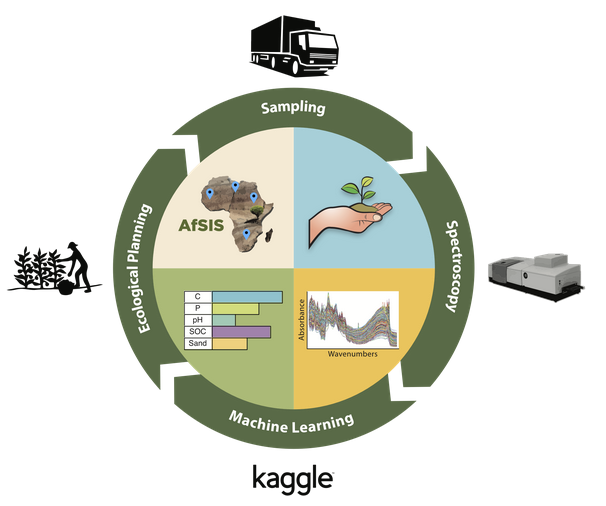 Sampling
AfSIS
Ecological Planning
Spectroscopy
C
P
pH
SOC
Sand
Absorbance
Wavenumbers
Machine Learning
kaggle